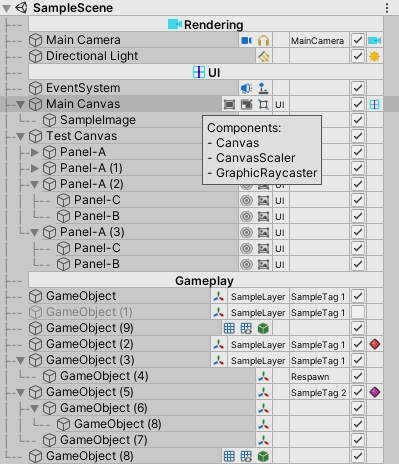 SampleScene
Rendering
Main Camera MainCamera
Directional Light
UI
EventSystem
Main Canvas UI
SampleImage
Test Canvas
Components:
- Canvas
- CanvasScaler
- GraphicRaycaster
Panel-A
Panel-A (1)
Panel-A (2) UI
Panel-C UI
Panel-B UI
Panel-A (3) UI
Panel-C UI
Panel-B UI
Gameplay
GameObject SampleLayer SampleTag 1
GameObject (1) SampleLayer SampleTag 1
GameObject (9)
GameObject (2) SampleLayer SampleTag 1
GameObject (3) SampleLayer SampleTag 1
GameObject (4) Respawn
GameObject (5) SampleTag 2
GameObject (6)
GameObject (8)
GameObject (7)
GameObject (8)